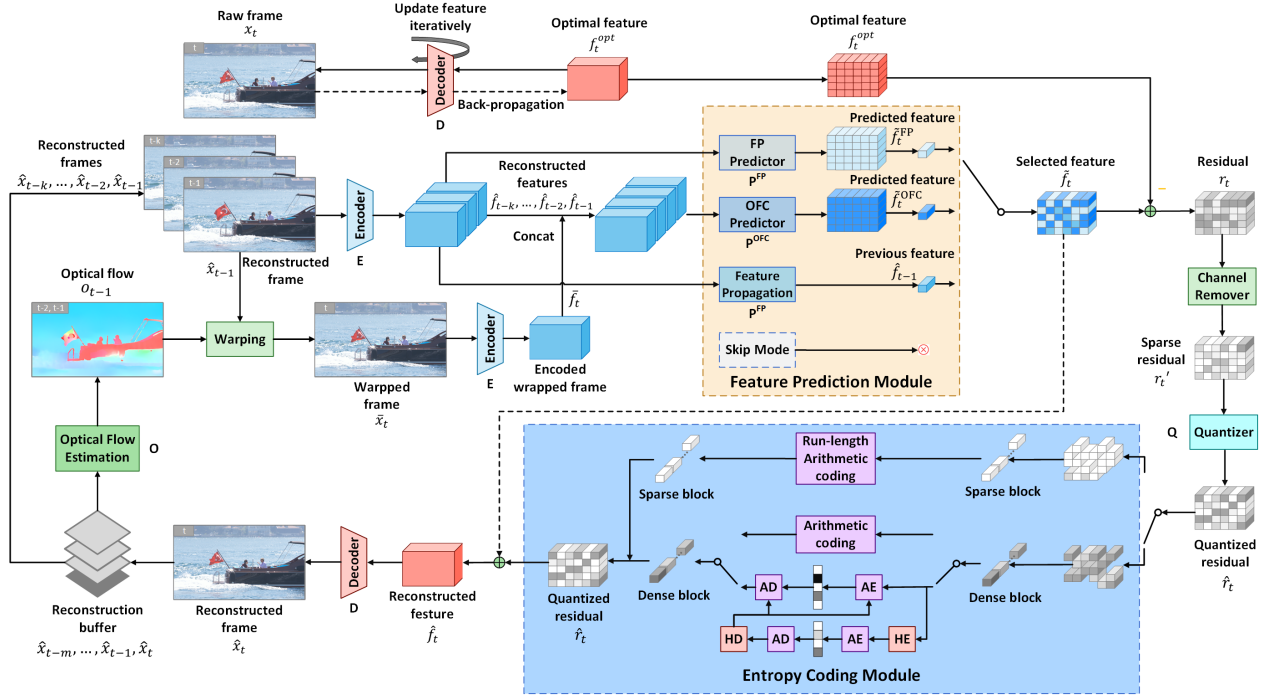 Raw frame
x_t
t
Update feature
iteratively
Decoder
D
Back-propagation
Optimal feature
f_t^{opt}
Optimal feature
f_t^{opt}
Reconstructed
frames
x̂_{t-k}, ..., x̂_{t-2}, x̂_{t-1}
t-k
t-2
t-1
Reconstructed
frame
x̂_{t-1}
Encoder
E
Reconstructed
features
f̂_{t-k}, ..., f̂_{t-2}, f̂_{t-1}
Concat
f̄_t
FP
Predictor
P^{FP}
Predicted feature
f̃_t^{FP}
OFC
Predictor
P^{OFC}
Predicted feature
f̃_t^{OFC}
Feature
Propagation
P^{FP}
Previous feature
f̂_{t-1}
Skip Mode
Feature Prediction Module
Selected feature
f̃_t
−
Residual
r_t
Channel
Remover
Sparse
residual
r_t′
Q
Quantizer
Quantized
residual
r̂_t
Optical flow
o_{t-1}
t-2, t-1
Warping
t
Warpped
frame
x̄_t
Encoder
E
Encoded
wrapped frame
Optical Flow
Estimation
O
Reconstruction
buffer
x̂_{t-m}, ..., x̂_{t-1}, x̂_t
t
Reconstructed
frame
x̂_t
Decoder
D
Reconstructed
festure
f̂_t
Quantized
residual
r̂_t
Sparse block
Run-length
Arithmetic
coding
Sparse block
Arithmetic
coding
Dense block
AD
AE
HD
AD
AE
HE
Dense block
Entropy Coding Module